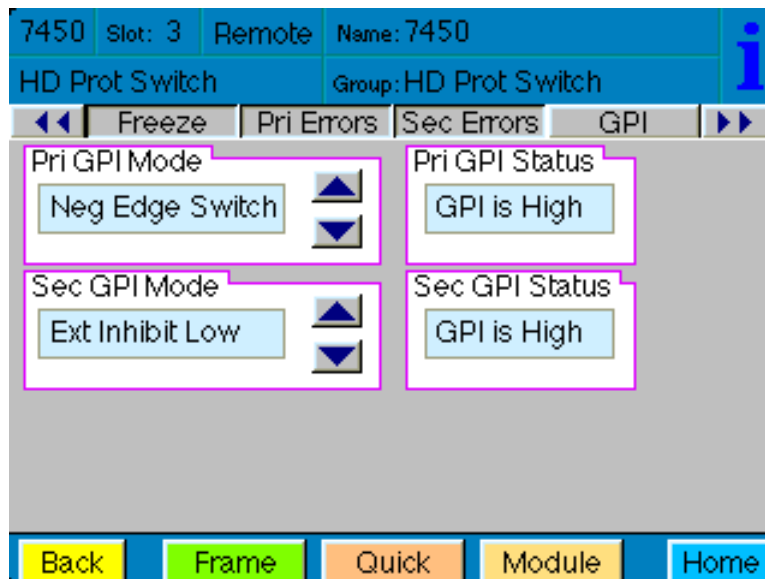 7450 Slot: 3 Remote Name: 7450
HD Prot Switch Group: HD Prot Switch
i
Freeze Pri Errors Sec Errors GPI
Pri GPI Mode Pri GPI Status
Neg Edge Switch GPI is High
Sec GPI Mode Sec GPI Status
Ext Inhibit Low GPI is High
Back Frame Quick Module Home